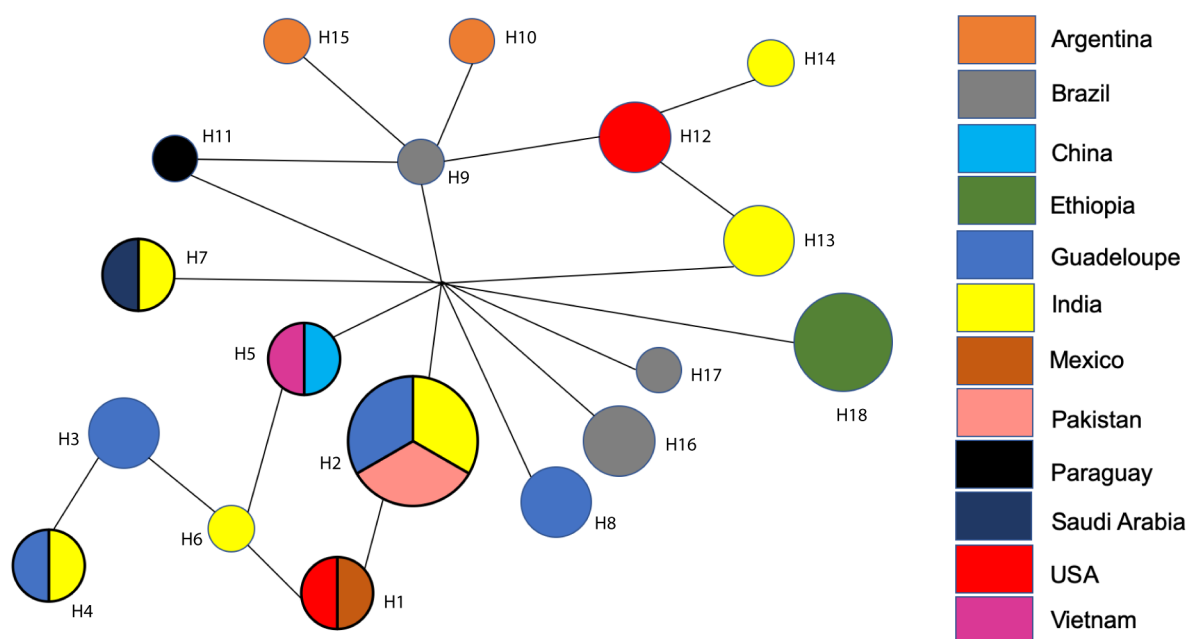 H15
H10
H14
H12
H11
H9
H13
H7
H5
H17
H18
H3
H2
H16
H8
H6
H4
H1
Argentina
Brazil
China
Ethiopia
Guadeloupe
India
Mexico
Pakistan
Paraguay
Saudi Arabia
USA
Vietnam